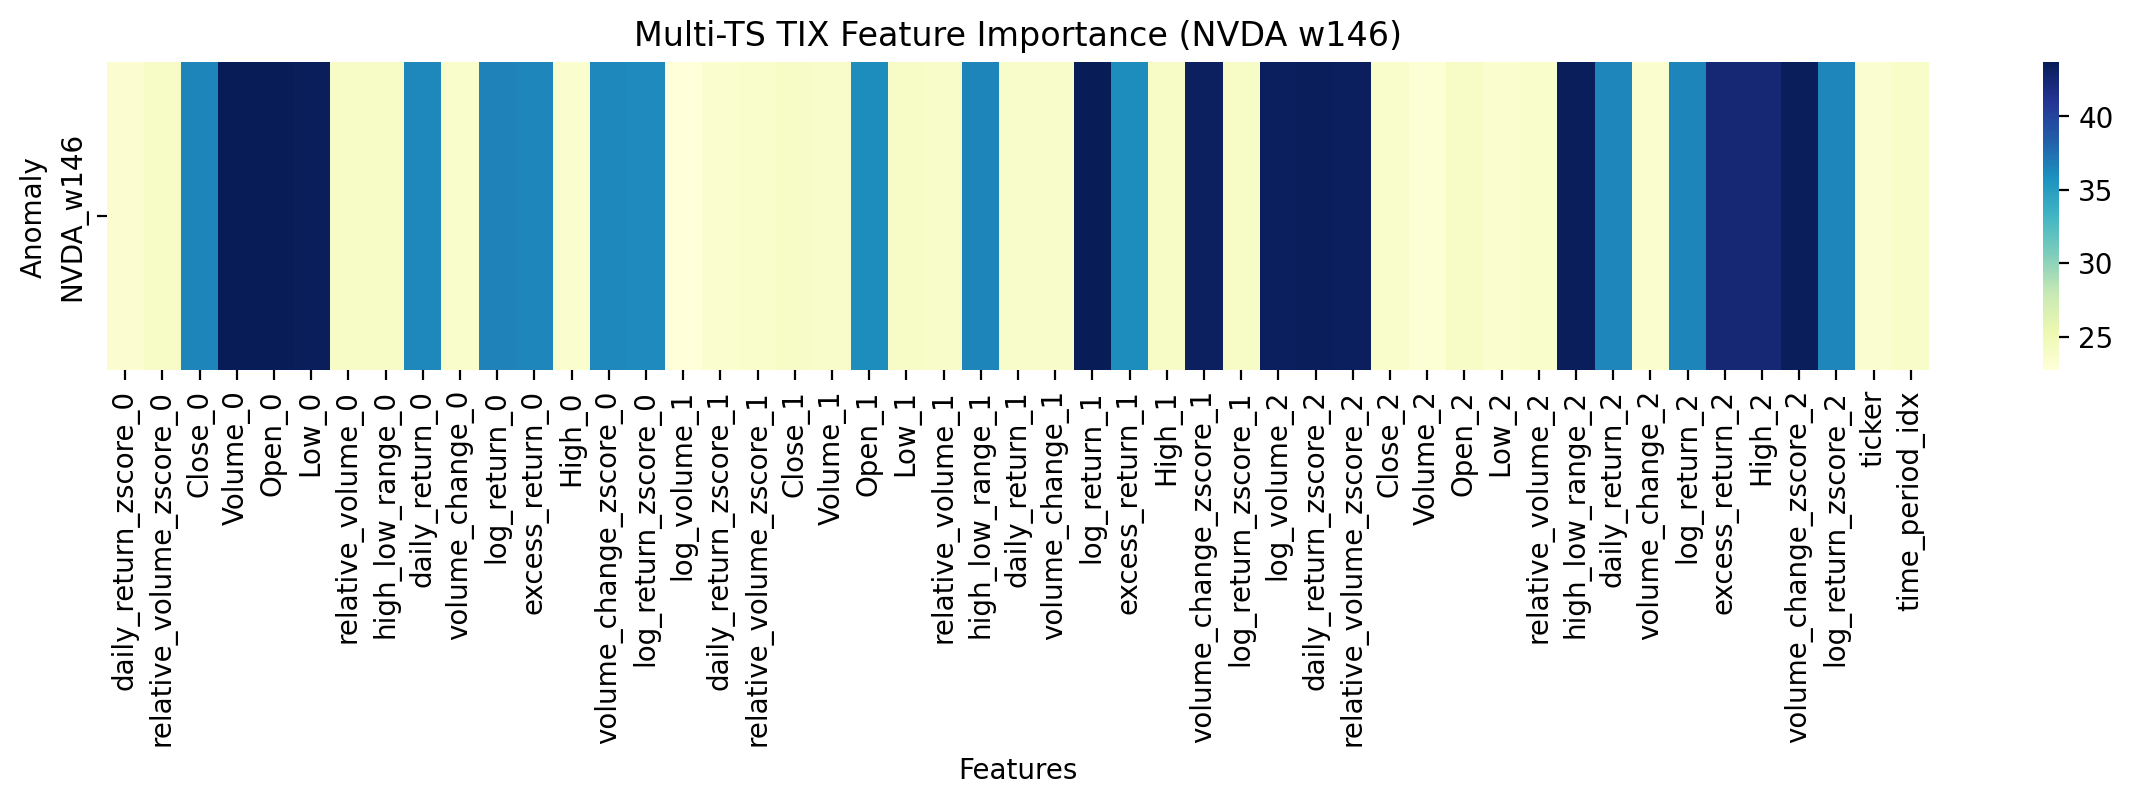 Multi-TS TIX Feature Importance (NVDA w146)
Anomaly
NVDA_w146
40
35
30
25
daily_return_zscore_0
relative_volume_zscore_0
Close_0
Volume_0
Open_0
Low_0
relative_volume_0
high_low_range_0
daily_return_0
volume_change_0
log_return_0
excess_return_0
High_0
volume_change_zscore_0
log_return_zscore_0
log_volume_1
daily_return_zscore_1
relative_volume_zscore_1
Close_1
Volume_1
Open_1
Low_1
relative_volume_1
high_low_range_1
daily_return_1
volume_change_1
log_return_1
excess_return_1
High_1
volume_change_zscore_1
log_return_zscore_1
log_volume_2
daily_return_zscore_2
relative_volume_zscore_2
Close_2
Volume_2
Open_2
Low_2
relative_volume_2
high_low_range_2
daily_return_2
volume_change_2
log_return_2
excess_return_2
High_2
volume_change_zscore_2
log_return_zscore_2
ticker
time_period_idx
Features